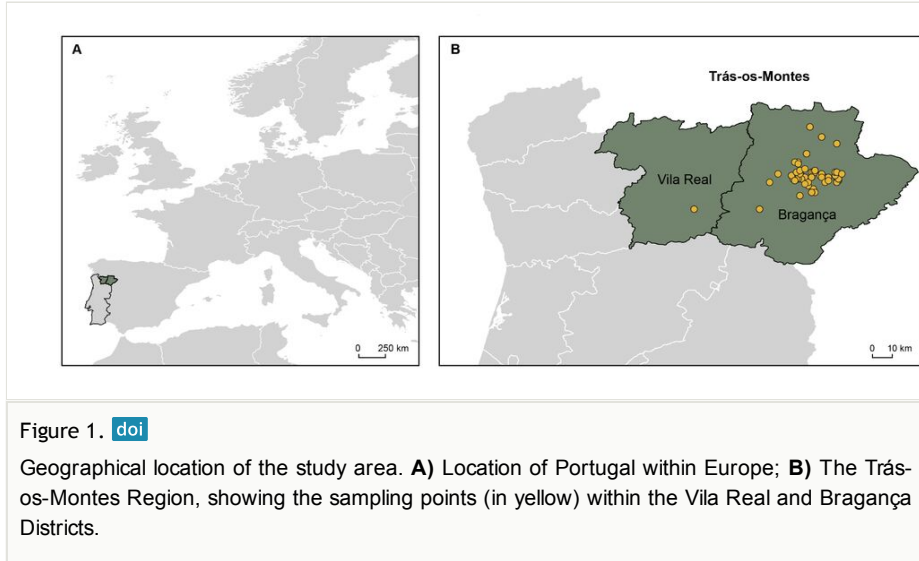 A
B
Trás-os-Montes
Vila Real
Bragança
0 250 km
0 10 km
Figure 1. doi
Geographical location of the study area. A) Location of Portugal within Europe; B) The Trás-
os-Montes Region, showing the sampling points (in yellow) within the Vila Real and Bragança
Districts.